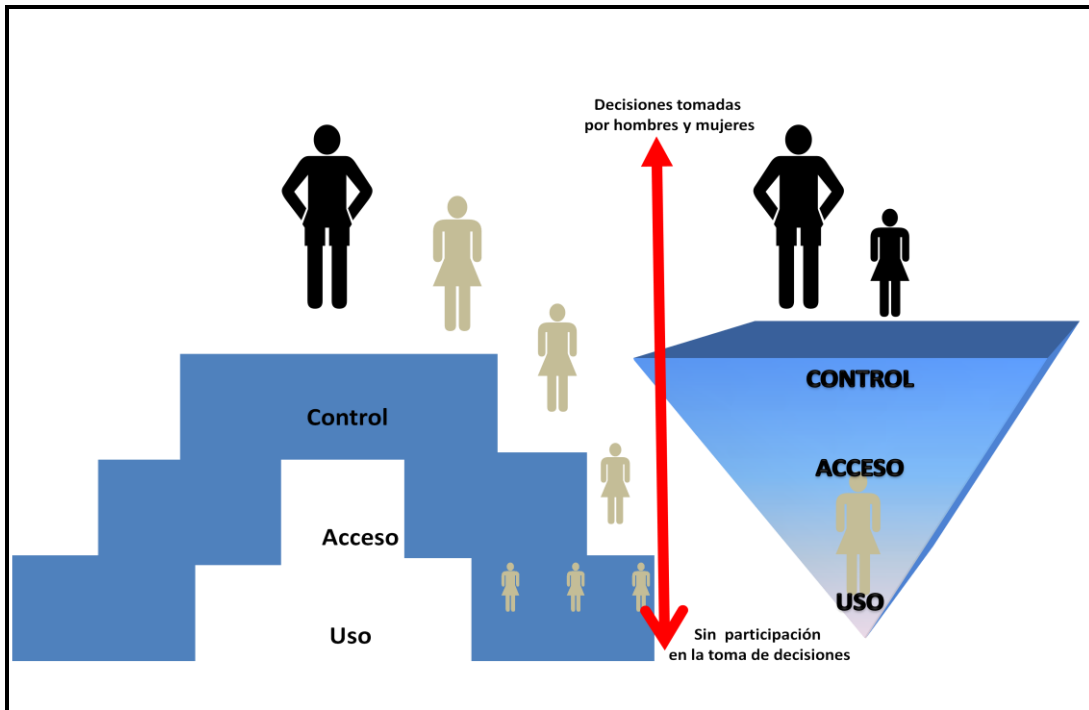 Decisiones tomadas
por hombres y mujeres
Control
Acceso
Uso
CONTROL
ACCESO
USO
Sin participación
en la toma de decisiones